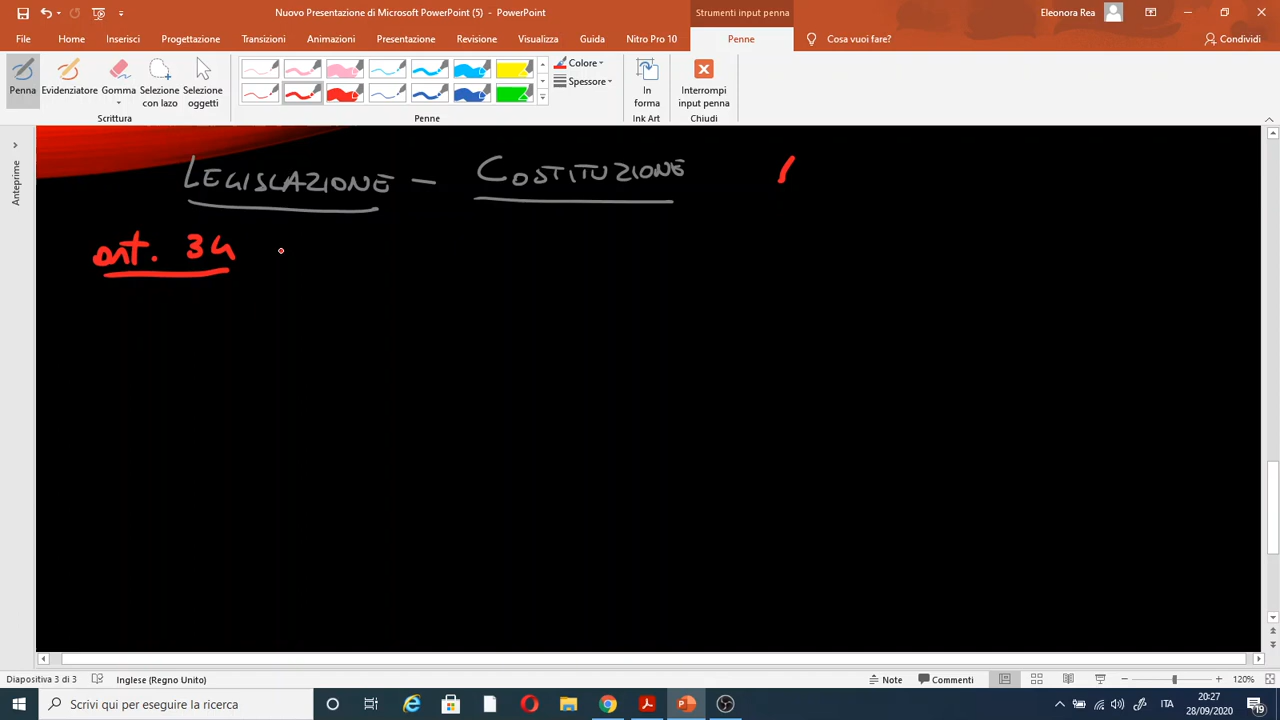 Nuovo Presentazione di Microsoft PowerPoint (5) - PowerPoint
Strumenti input penna
Eleonora Rea
File Home Inserisci Progettazione Transizioni Animazioni Presentazione Revisione Visualizza Guida Nitro Pro 10 Penne Cosa vuoi fare? Condividi
Penna Evidenziatore Gomma Selezione con lazo Selezione oggetti
Colore
Spessore
In forma
Interrompi input penna
Scrittura Penne Ink Art Chiudi
Anteprime
LEGISLAZIONE - COSTITUZIONE
art. 34
Diapositiva 3 di 3 Inglese (Regno Unito) Note Commenti 120%
Scrivi qui per eseguire la ricerca
ITA
20:27
28/09/2020
19